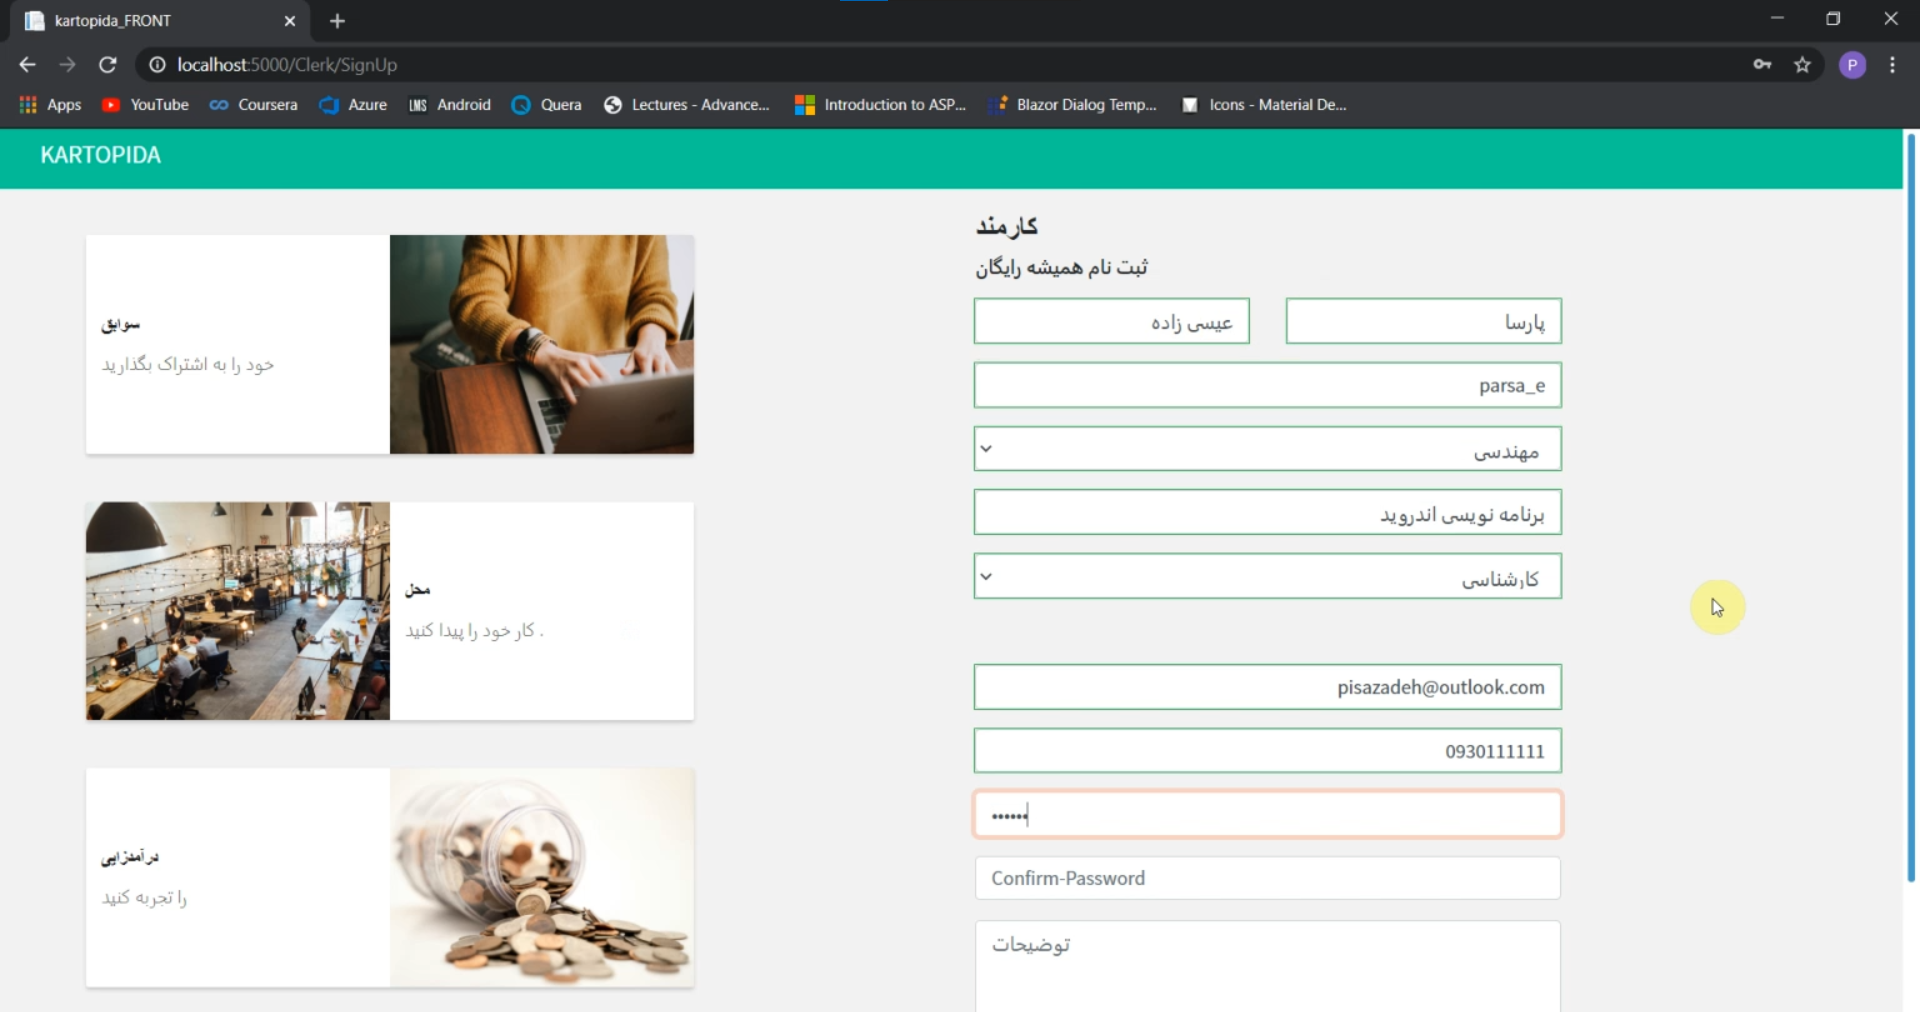 kartopida_FRONT
localhost:5000/Clerk/SignUp
P
Apps
YouTube
Coursera
Azure
LMS Android
Quera
Lectures - Advance...
Introduction to ASP...
Blazor Dialog Temp...
Icons - Material De...
KARTOPIDA
سوابق
خود را به اشتراک بگذارید
محل
کار خود را پیدا کنید .
درآمدزایی
را تجربه کنید
کارمند
ثبت نام همیشه رایگان
پارسا
عیسی زاده
parsa_e
مهندسی
برنامه نویسی اندروید
کارشناسی
pisazadeh@outlook.com
0930111111
••••••
Confirm-Password
توضیحات